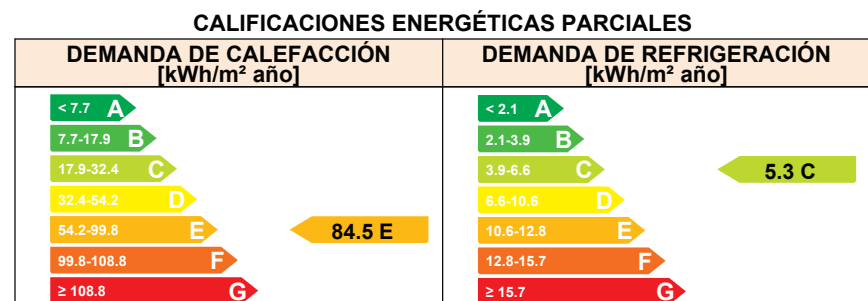 CALIFICACIONES ENERGÉTICAS PARCIALES
DEMANDA DE CALEFACCIÓN
[kWh/m² año]
< 7.7 A
7.7-17.9 B
17.9-32.4 C
32.4-54.2 D
54.2-99.8 E
84.5 E
99.8-108.8 F
≥ 108.8 G
DEMANDA DE REFRIGERACIÓN
[kWh/m² año]
< 2.1 A
2.1-3.9 B
3.9-6.6 C
5.3 C
6.6-10.6 D
10.6-12.8 E
12.8-15.7 F
≥ 15.7 G